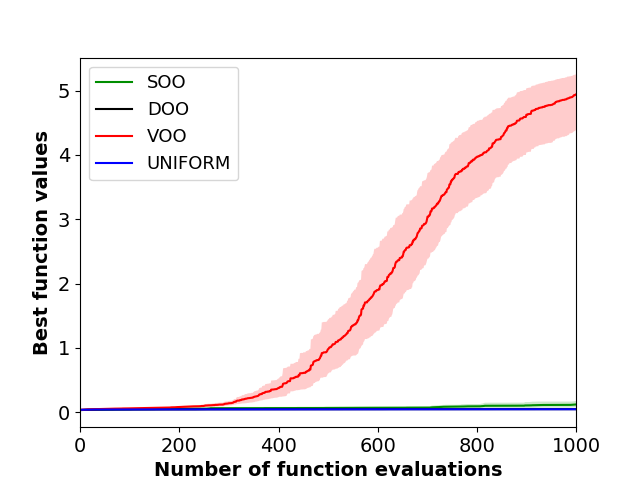 SOO
DOO
VOO
UNIFORM
5
4
3
2
1
0
Best function values
0 200 400 600 800 1000
Number of function evaluations